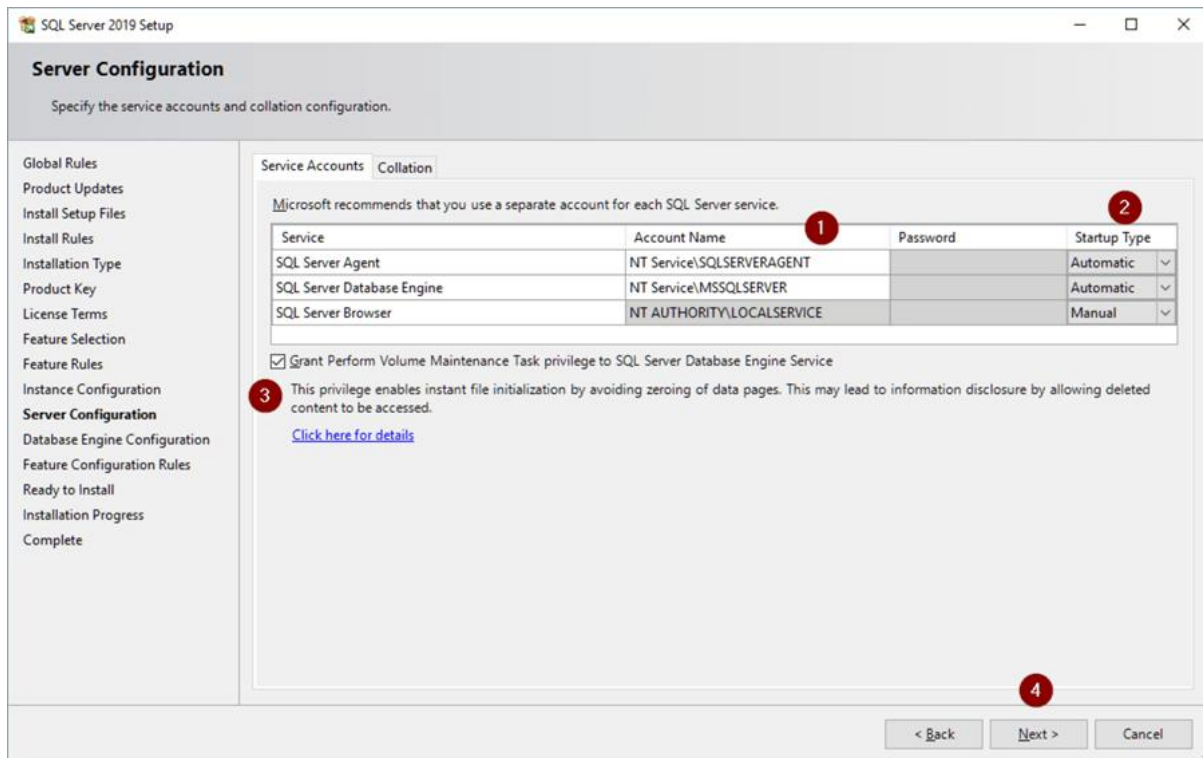 SQL Server 2019 Setup
Server Configuration
Specify the service accounts and collation configuration.
Global Rules
Product Updates
Install Setup Files
Install Rules
Installation Type
Product Key
License Terms
Feature Selection
Feature Rules
Instance Configuration
Server Configuration
Database Engine Configuration
Feature Configuration Rules
Ready to Install
Installation Progress
Complete
Service Accounts Collation
Microsoft recommends that you use a separate account for each SQL Server service.
1
2
Service Account Name Password Startup Type
SQL Server Agent NT Service\SQLSERVERAGENT Automatic
SQL Server Database Engine NT Service\MSSQLSERVER Automatic
SQL Server Browser NT AUTHORITY\LOCALSERVICE Manual
Grant Perform Volume Maintenance Task privilege to SQL Server Database Engine Service
3
This privilege enables instant file initialization by avoiding zeroing of data pages. This may lead to information disclosure by allowing deleted
content to be accessed.
Click here for details
4
< Back Next > Cancel